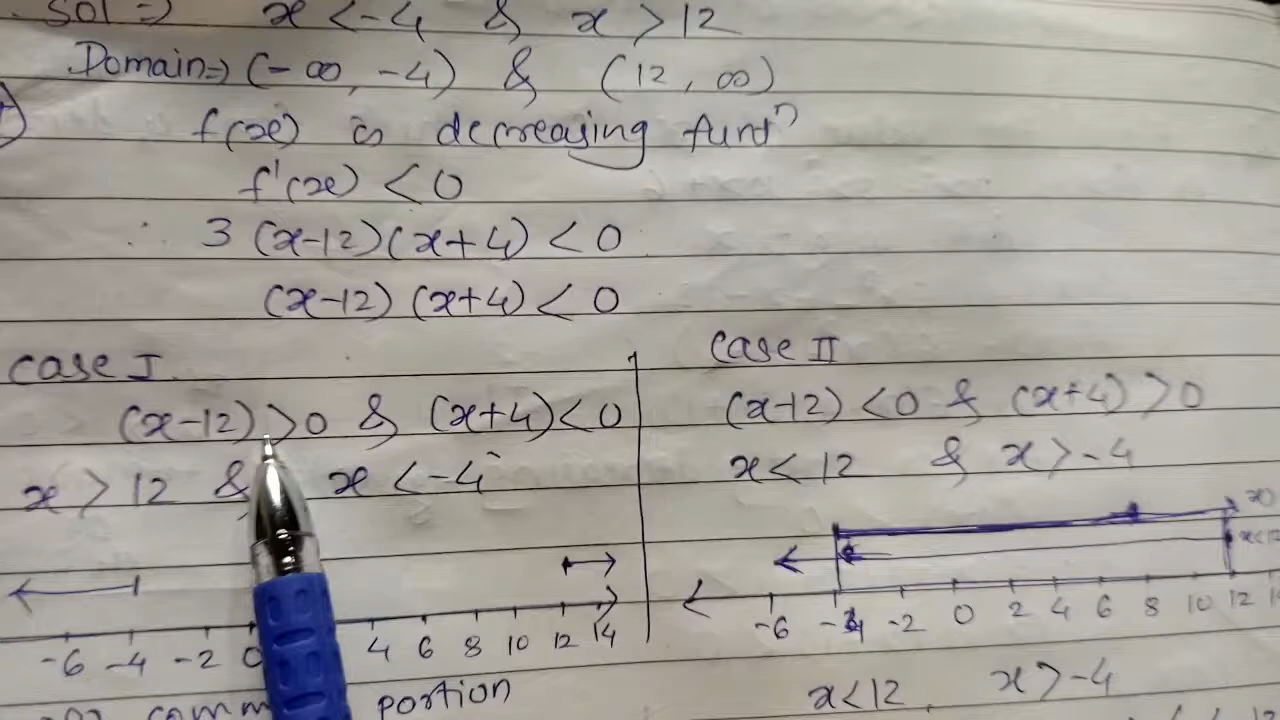 Sol ⇒ x < -4 & x > 12
Domain ⇒ (-∞, -4) & (12, ∞)
f(x) is decreasing funtⁿ
f'(x) < 0
∴ 3 (x-12)(x+4) < 0
(x-12) (x+4) < 0
Case I
(x-12) > 0 & (x+4) < 0
x > 12 & x < -4
-6 -4 -2 0 4 6 8 10 12 14
portion
Case II
(x-12) < 0 & (x+4) > 0
x < 12 & x > -4
x<12
-6 -4 -2 0 2 4 6 8 10 12
x < 12, x > -4